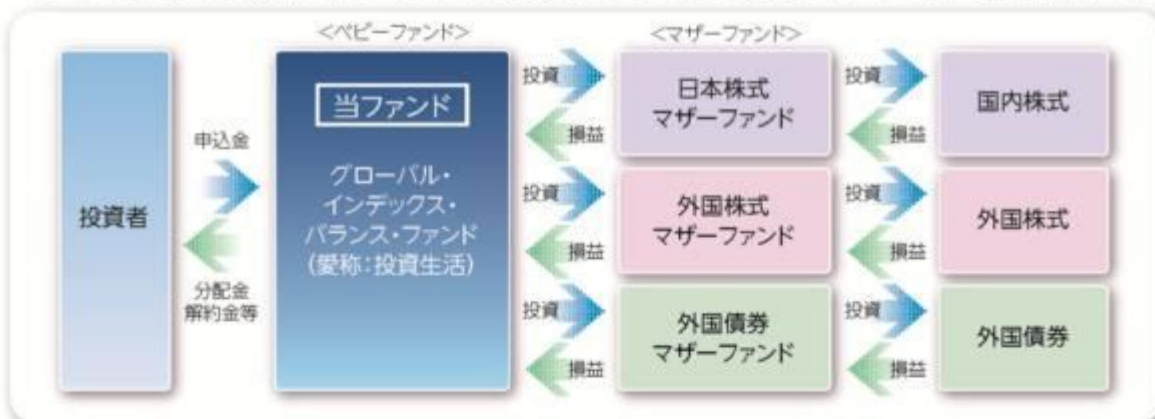 <ベビーファンド>
<マザーファンド>
投資者
申込金
分配金
解約金等
当ファンド
グローバル・
インデックス・
バランス・ファンド
(愛称:投資生活)
投資
損益
日本株式
マザーファンド
投資
損益
国内株式
投資
損益
外国株式
マザーファンド
投資
損益
外国株式
投資
損益
外国債券
マザーファンド
投資
損益
外国債券